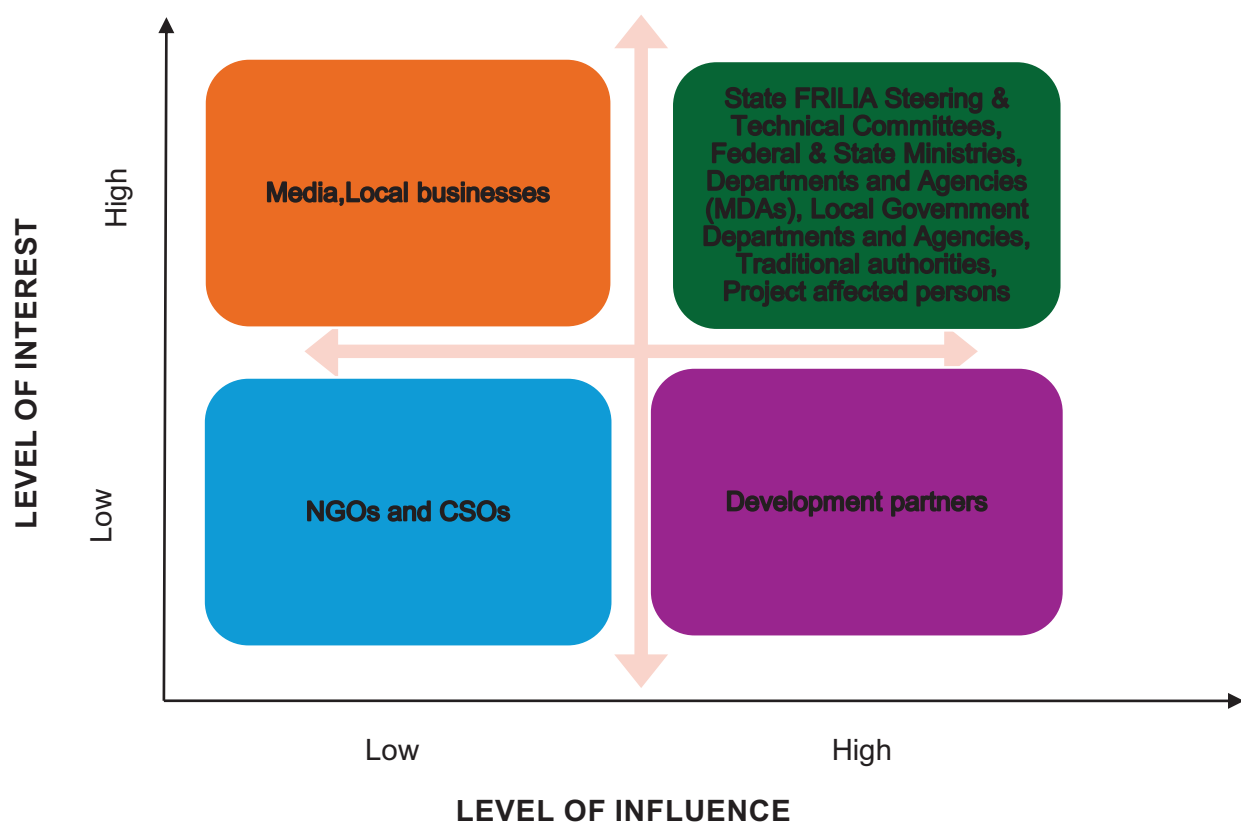 LEVEL OF INTEREST
High
Low
Media,Local businesses
State FRILIA Steering &
Technical Committees,
Federal & State Ministries,
Departments and Agencies
(MDAs), Local Government
Departments and Agencies,
Traditional authorities,
Project affected persons
NGOs and CSOs
Development partners
Low
High
LEVEL OF INFLUENCE